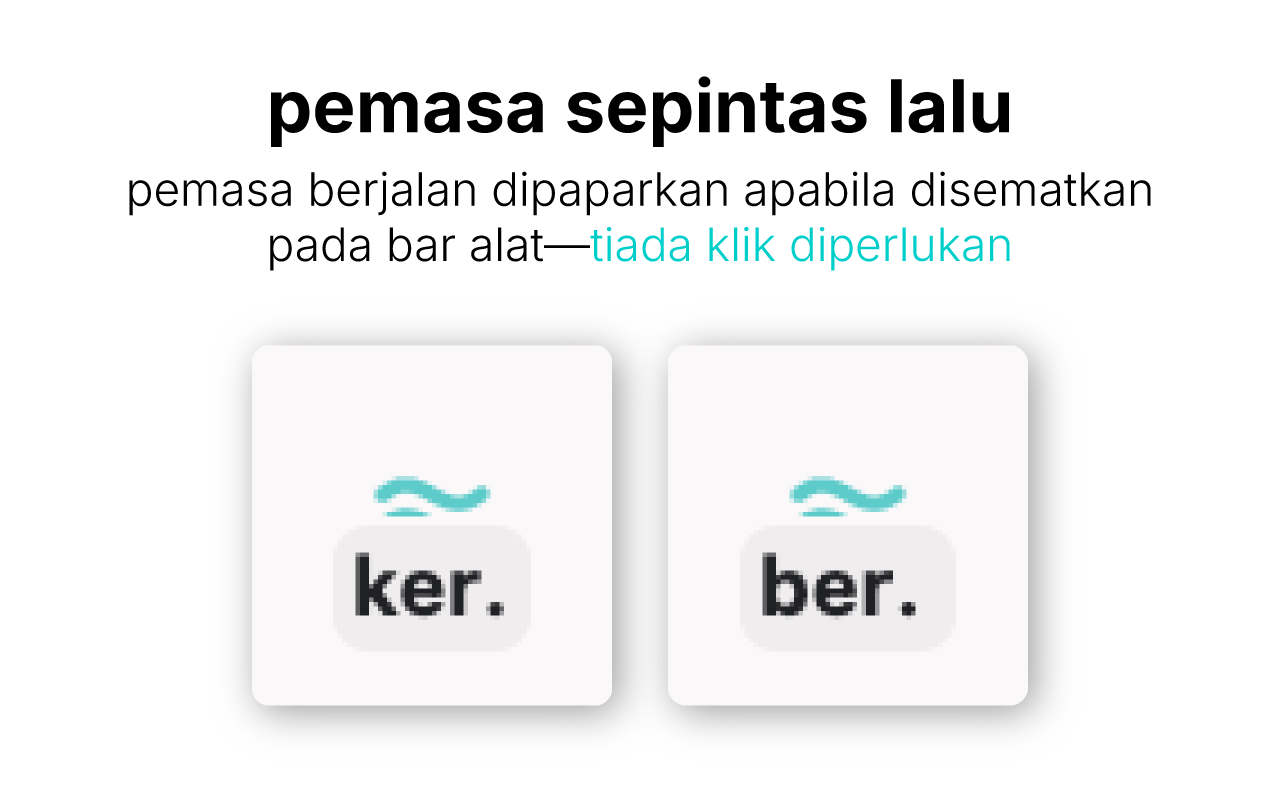 pemasa sepintas lalu
pemasa berjalan dipaparkan apabila disematkan
pada bar alat—tiada klik diperlukan
ker.
ber.